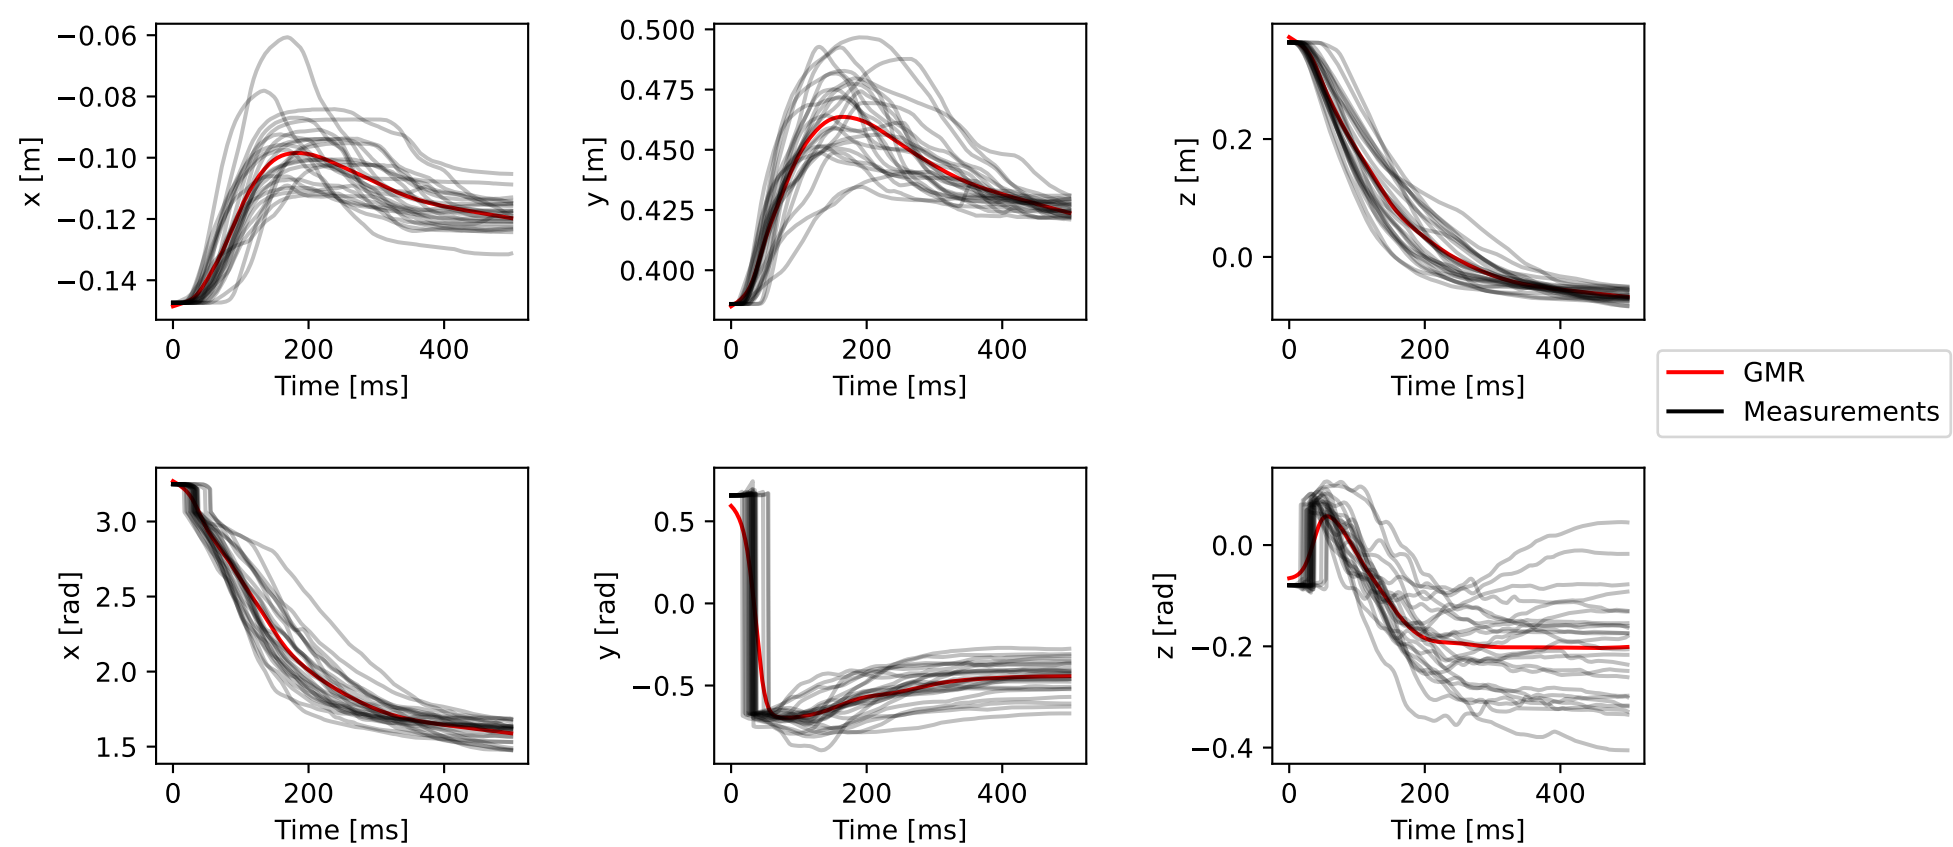 −0.06
−0.08
−0.10
−0.12
−0.14
x [m]
0 200 400
Time [ms]
0.500
0.475
0.450
0.425
0.400
y [m]
0 200 400
Time [ms]
0.2
0.0
z [m]
0 200 400
Time [ms]
GMR
Measurements
3.0
2.5
2.0
1.5
x [rad]
0 200 400
Time [ms]
0.5
0.0
−0.5
y [rad]
0 200 400
Time [ms]
0.0
−0.2
−0.4
z [rad]
0 200 400
Time [ms]